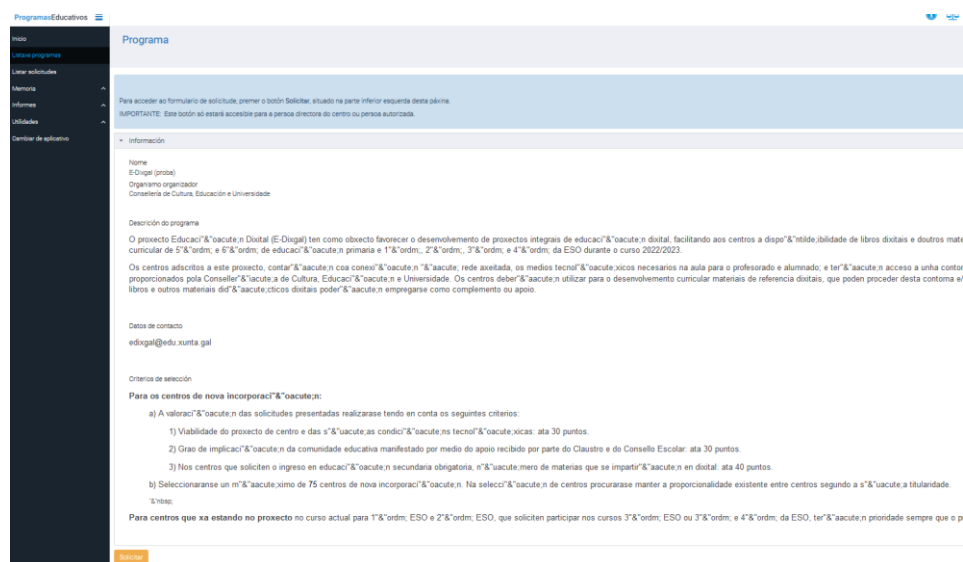 ProgramasEducativos
Inicio
Listaxe programas
Listar solicitudes
Memoria
Informes
Utilidades
Cambiar de aplicativo
Programa
Para acceder ao formulario de solicitude, premer o botón Solicitar, situado na parte inferior esquerda desta páxina.
IMPORTANTE: Este botón só estará accesible para a persoa directora do centro ou persoa autorizada.
Información
Nome
E-Dixgal (proba)
Organismo organizador
Consellería de Cultura, Educación e Universidade
Descrición do programa
O proxecto Educaci"&"oacute;n Dixital (E-Dixgal) ten como obxecto favorecer o desenvolvemento de proxectos integrais de educaci"&"oacute;n dixital, facilitando aos centros a dispo"&"ntilde;ibilidade de libros dixitais e doutros mate
curricular de 5"&"ordm; e 6"&"ordm; de educaci"&"oacute;n primaria e 1"&"ordm;, 2"&"ordm;, 3"&"ordm; e 4"&"ordm; da ESO durante o curso 2022/2023.
Os centros adscritos a este proxecto, contar"&"aacute;n coa conexi"&"oacute;n "&"aacute; rede axeitada, os medios tecnol"&"oacute;xicos necesarios na aula para o profesorado e alumnado; e ter"&"aacute;n acceso a unha contor
proporcionados pola Conseller"&"iacute;a de Cultura, Educaci"&"oacute;n e Universidade. Os centros deber"&"aacute;n utilizar para o desenvolvemento curricular materiais de referencia dixitais, que poden proceder desta contorna e/
libros e outros materiais did"&"aacute;cticos dixitais poder"&"aacute;n empregarse como complemento ou apoio.
Datos de contacto
edixgal@edu.xunta.gal
Criterios de selección
Para os centros de nova incorporaci"&"oacute;n:
a) A valoraci"&"oacute;n das solicitudes presentadas realizarase tendo en conta os seguintes criterios:
1) Viabilidade do proxecto de centro e das s"&"uacute;as condici"&"oacute;ns tecnol"&"oacute;xicas: ata 30 puntos.
2) Grao de implicaci"&"oacute;n da comunidade educativa manifestado por medio do apoio recibido por parte do Claustro e do Consello Escolar: ata 30 puntos.
3) Nos centros que soliciten o ingreso en educaci"&"oacute;n secundaria obrigatoria, n"&"uacute;mero de materias que se impartir"&"aacute;n en dixital: ata 40 puntos.
b) Seleccionaranse un m"&"aacute;ximo de 75 centros de nova incorporaci"&"oacute;n. Na selecci"&"oacute;n de centros procurarase manter a proporcionalidade existente entre centros segundo a s"&"uacute;a titularidade.
"&"nbsp;
Para centros que xa estando no proxecto no curso actual para 1"&"ordm; ESO e 2"&"ordm; ESO, que soliciten participar nos cursos 3"&"ordm; ESO ou 3"&"ordm; e 4"&"ordm; da ESO, ter"&"aacute;n prioridade sempre que o p
Solicitar